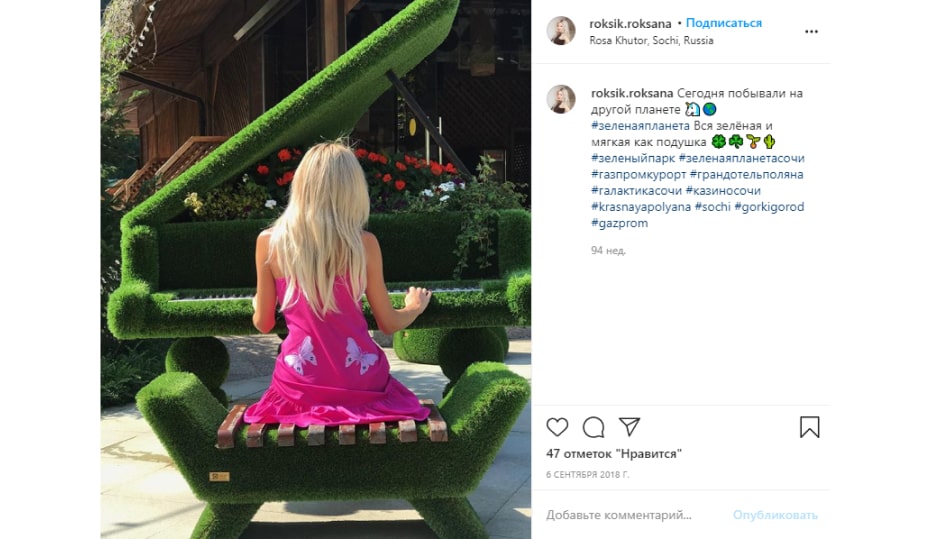 roksik.roksana • Подписаться
Rosa Khutor, Sochi, Russia
roksik.roksana Сегодня побывали на
другой планете 🦄🌎
#зеленаяпланета Вся зелёная и
мягкая как подушка 🍀☘️🌴🌵
#зеленыйпарк #зеленаяпланетасочи
#газпромкурорт #грандотельполяна
#галактикасочи #казиносочи
#krasnayapolyana #sochi #gorkigorod
#gazprom
94 нед.
47 отметок "Нравится"
6 СЕНТЯБРЯ 2018 Г.
Добавьте комментарий...
Опубликовать